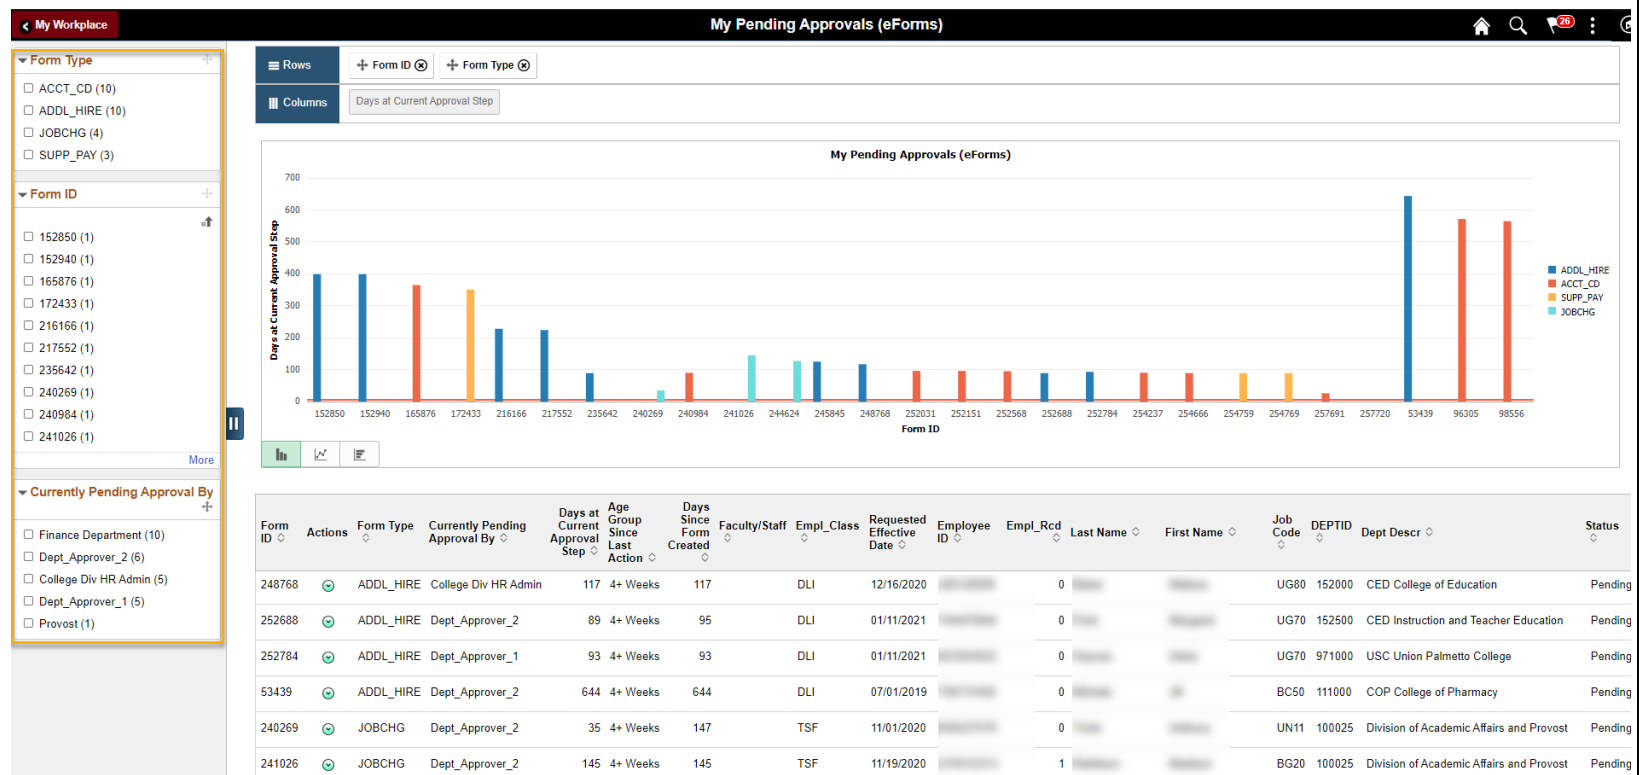 My Workplace
My Pending Approvals (eForms)
26
Form Type
ACCT_CD (10)
ADDL_HIRE (10)
JOBCHG (4)
SUPP_PAY (3)
Form ID
152850 (1)
152940 (1)
165876 (1)
172433 (1)
216166 (1)
217552 (1)
235642 (1)
240269 (1)
240984 (1)
241026 (1)
More
Currently Pending Approval By
Finance Department (10)
Dept_Approver_2 (6)
College Div HR Admin (5)
Dept_Approver_1 (5)
Provost (1)
Rows Form ID Form Type
Columns Days at Current Approval Step
My Pending Approvals (eForms)
Days at Current Approval Step
700
600
500
400
300
200
100
0
152850 152940 165876 172433 216166 217552 235642 240269 240984 241026 244624 245845 248768 252031 252151 252568 252688 252784 254237 254666 254759 254769 257691 257720 53439 96305 98556
Form ID
ADDL_HIRE
ACCT_CD
SUPP_PAY
JOBCHG
Form ID Actions Form Type Currently Pending Approval By Days at Current Approval Step Age Group Since Last Action Days Since Form Created Faculty/Staff Empl_Class Requested Effective Date Employee ID Empl_Rcd Last Name First Name Job Code DEPTID Dept Descr Status
248768 ADDL_HIRE College Div HR Admin 117 4+ Weeks 117 DLI 12/16/2020 0 UG80 152000 CED College of Education Pending
252688 ADDL_HIRE Dept_Approver_2 89 4+ Weeks 95 DLI 01/11/2021 0 UG70 152500 CED Instruction and Teacher Education Pending
252784 ADDL_HIRE Dept_Approver_1 93 4+ Weeks 93 DLI 01/11/2021 0 UG70 971000 USC Union Palmetto College Pending
53439 ADDL_HIRE Dept_Approver_2 644 4+ Weeks 644 DLI 07/01/2019 0 BC50 111000 COP College of Pharmacy Pending
240269 JOBCHG Dept_Approver_2 35 4+ Weeks 147 TSF 11/01/2020 0 UN11 100025 Division of Academic Affairs and Provost Pending
241026 JOBCHG Dept_Approver_2 145 4+ Weeks 145 TSF 11/19/2020 1 BG20 100025 Division of Academic Affairs and Provost Pending